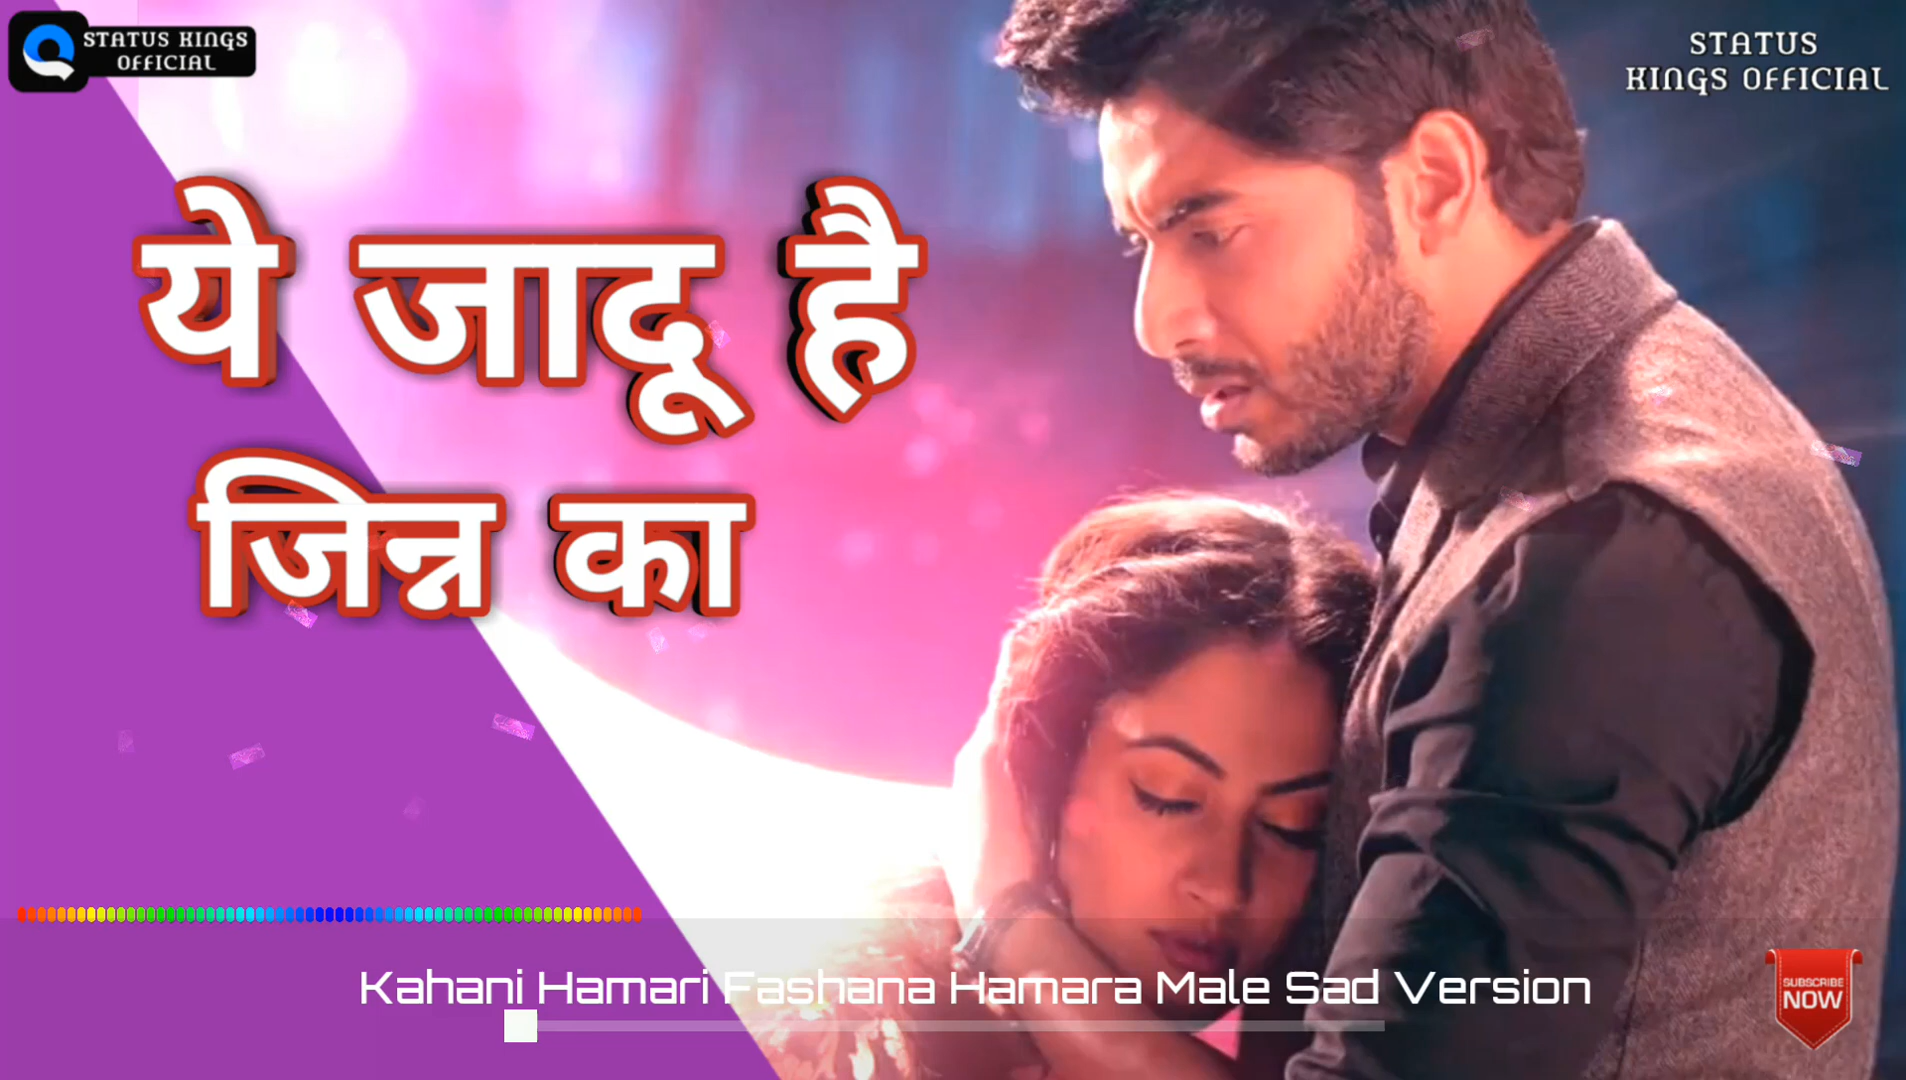 STATUS KINGS
OFFICIAL
STATUS
KINGS OFFICIAL
ये जादू है
जिन्न का
Kahani Hamari Fashana Hamara Male Sad Version
SUBSCRIBE
NOW